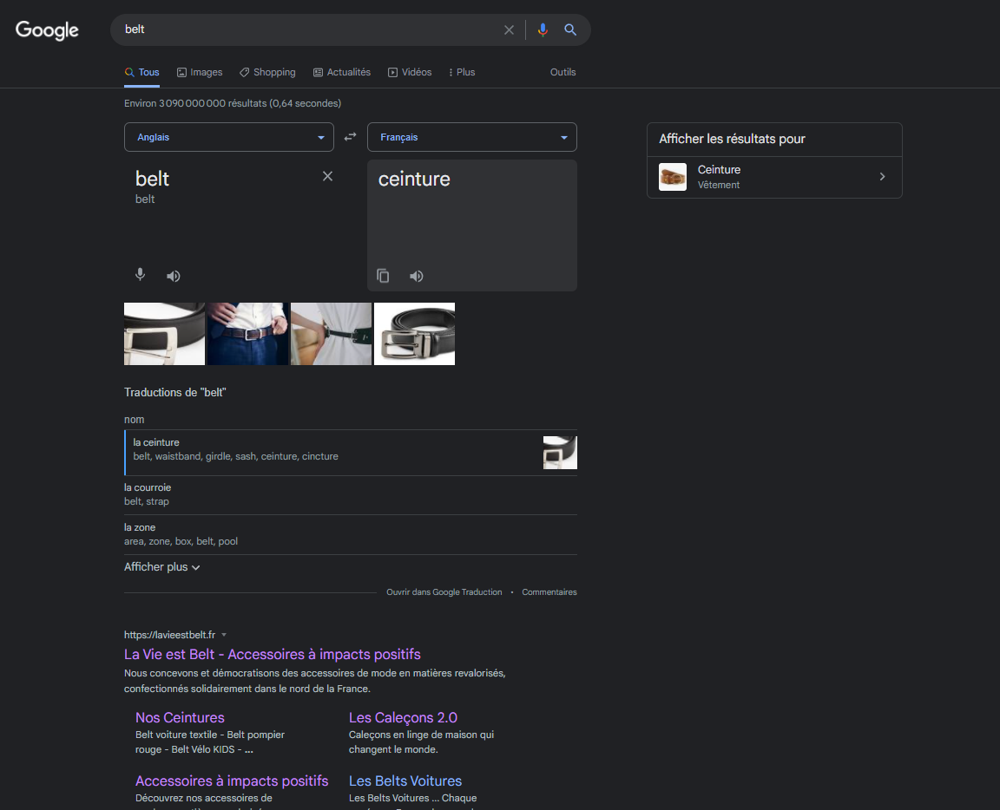 Google
belt
Tous Images Shopping Actualités Vidéos Plus Outils
Environ 3 090 000 000 résultats (0,64 secondes)
Anglais Français
belt
belt
ceinture
Traductions de "belt"
nom
la ceinture
belt, waistband, girdle, sash, ceinture, cincture
la courroie
belt, strap
la zone
area, zone, box, belt, pool
Afficher plus
Ouvrir dans Google Traduction • Commentaires
https://lavieestbelt.fr
La Vie est Belt - Accessoires à impacts positifs
Nous concevons et démocratisons des accessoires de mode en matières revalorisés,
confectionnés solidairement dans le nord de la France.
Nos Ceintures
Belt voiture textile - Belt pompier
rouge - Belt Vélo KIDS - ...
Les Caleçons 2.0
Caleçons en linge de maison qui
changent le monde.
Accessoires à impacts positifs
Découvrez nos accessoires de
Les Belts Voitures
Les Belts Voitures ... Chaque
Afficher les résultats pour
Ceinture
Vêtement